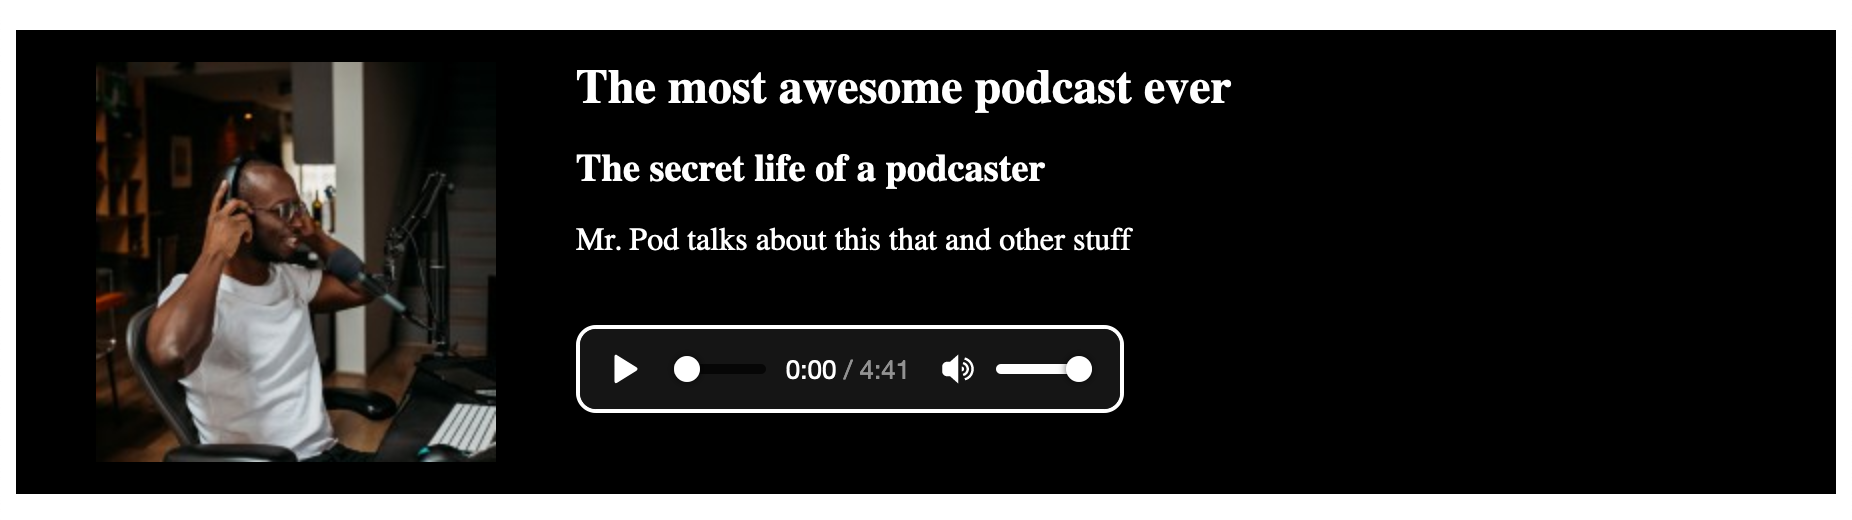 The most awesome podcast ever
The secret life of a podcaster
Mr. Pod talks about this that and other stuff
0:00 / 4:41